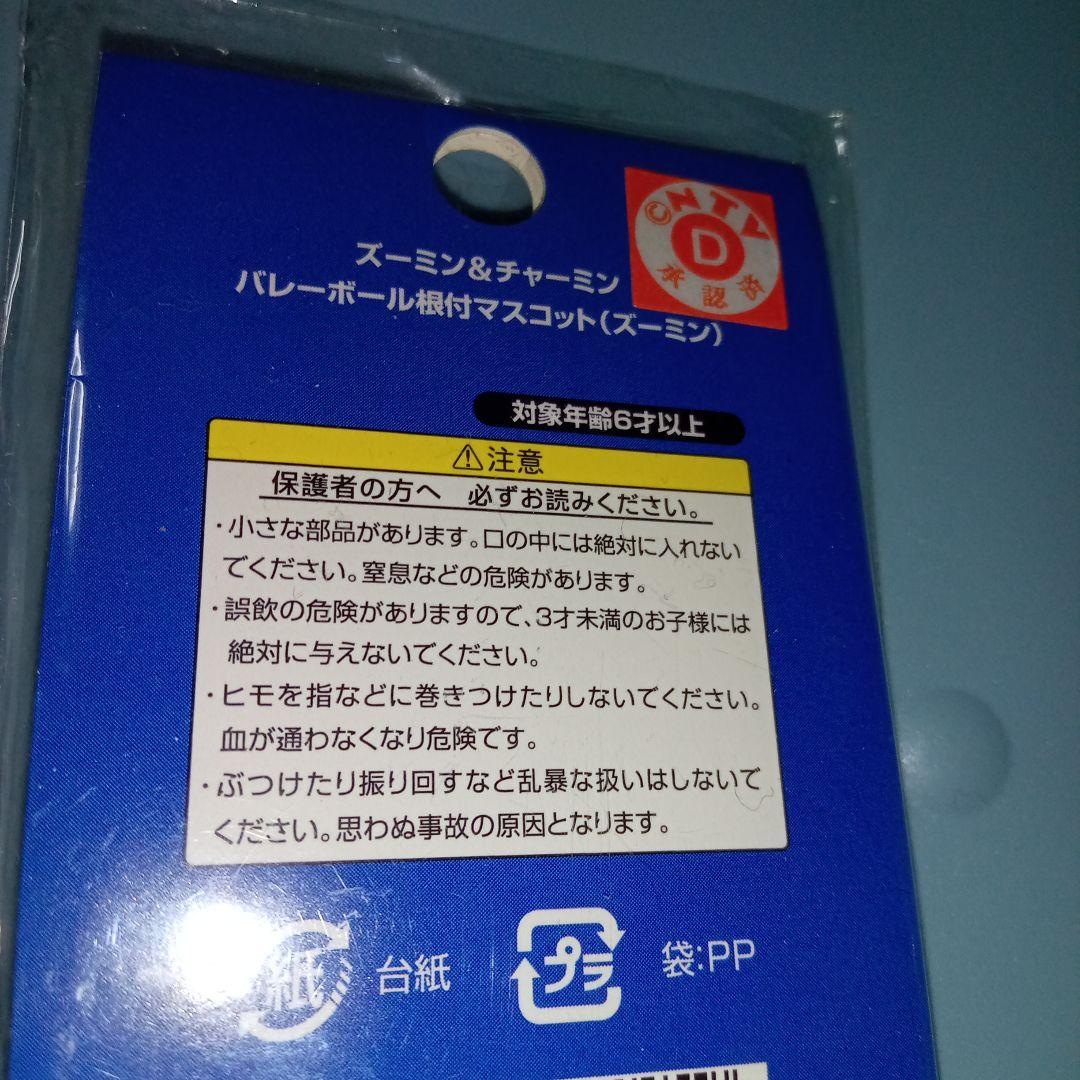 ©NTV
D
承認済
ズーミン&チャーミン
バレーボール根付マスコット(ズーミン)
対象年齢6才以上
⚠注意
保護者の方へ 必ずお読みください。
・小さな部品があります。口の中には絶対に入れない
でください。窒息などの危険があります。
・誤飲の危険がありますので、3才未満のお子様には
絶対に与えないでください。
・ヒモを指などに巻きつけたりしないでください。
血が通わなくなり危険です。
・ぶつけたり振り回すなど乱暴な扱いはしないで
ください。思わぬ事故の原因となります。
紙 台紙 プラ 袋:PP